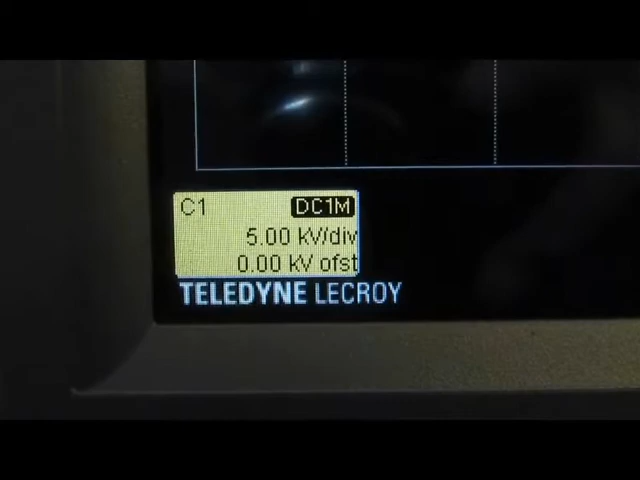 C1 DC1M
5.00 kV/div
0.00 kV ofst
TELEDYNE LECROY